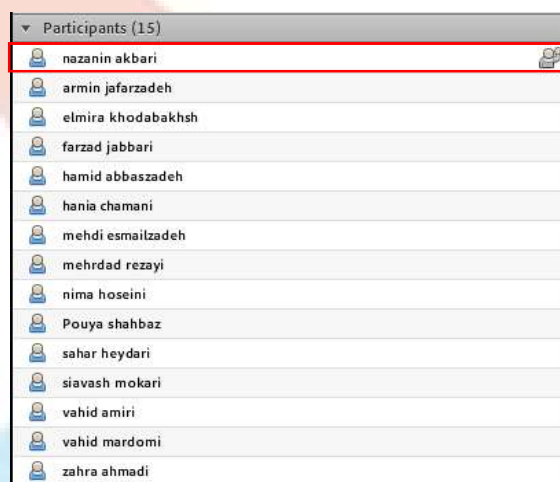 Participants (15)
nazanin akbari
armin jafarzadeh
elmira khodabakhsh
farzad jabbari
hamid abbaszadeh
hania chamani
mehdi esmailzadeh
mehrdad rezayi
nima hoseini
Pouya shahbaz
sahar heydari
siavash mokari
vahid amiri
vahid mardomi
zahra ahmadi